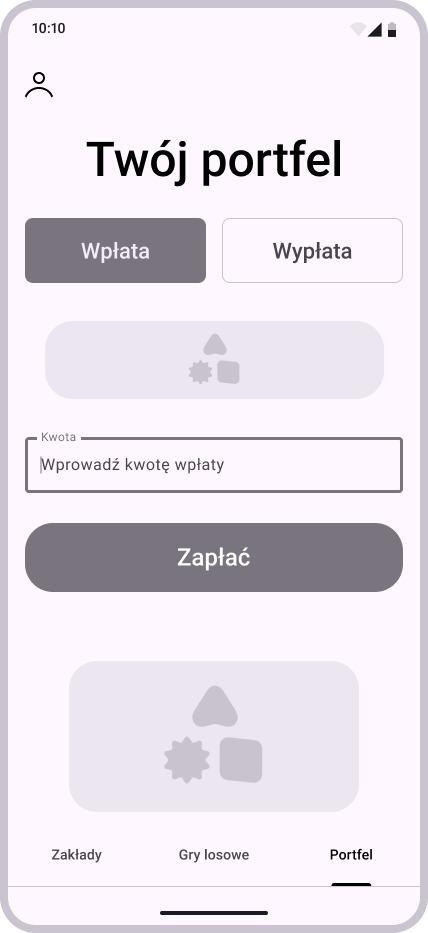 10:10
Twój portfel
Wpłata
Wypłata
Kwota
Wprowadź kwotę wpłaty
Zapłać
Zakłady
Gry losowe
Portfel